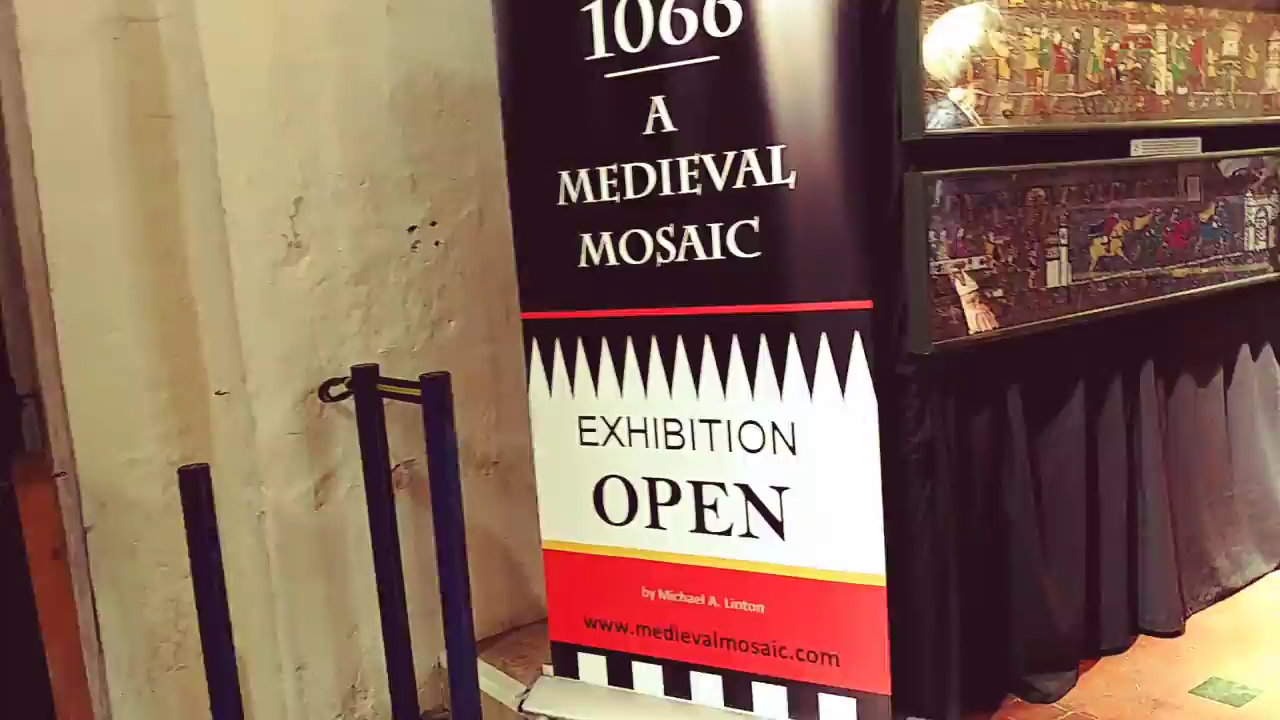 1066
A
MEDIEVAL
MOSAIC
EXHIBITION
OPEN
by Michael A. Linton
www.medievalmosaic.com